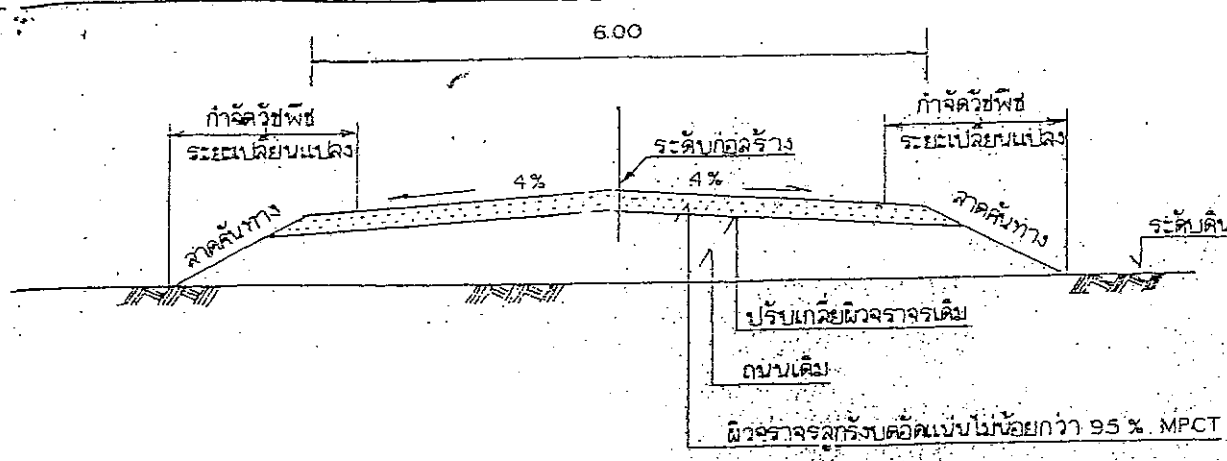 6.00
กำจัดวัชพืช
ระยะเปลี่ยนแปลง
กำจัดวัชพืช
ระยะเปลี่ยนแปลง
ระดับก่อสร้าง
4%
4%
ลาดคันทาง
ลาดคันทาง
ระดับดิน
ปรับเกลี่ยผิวจราจรเดิม
ถนนเดิม
ผิวจราจรลูกรังบดอัดแน่นไม่น้อยกว่า 95 %. MPCT